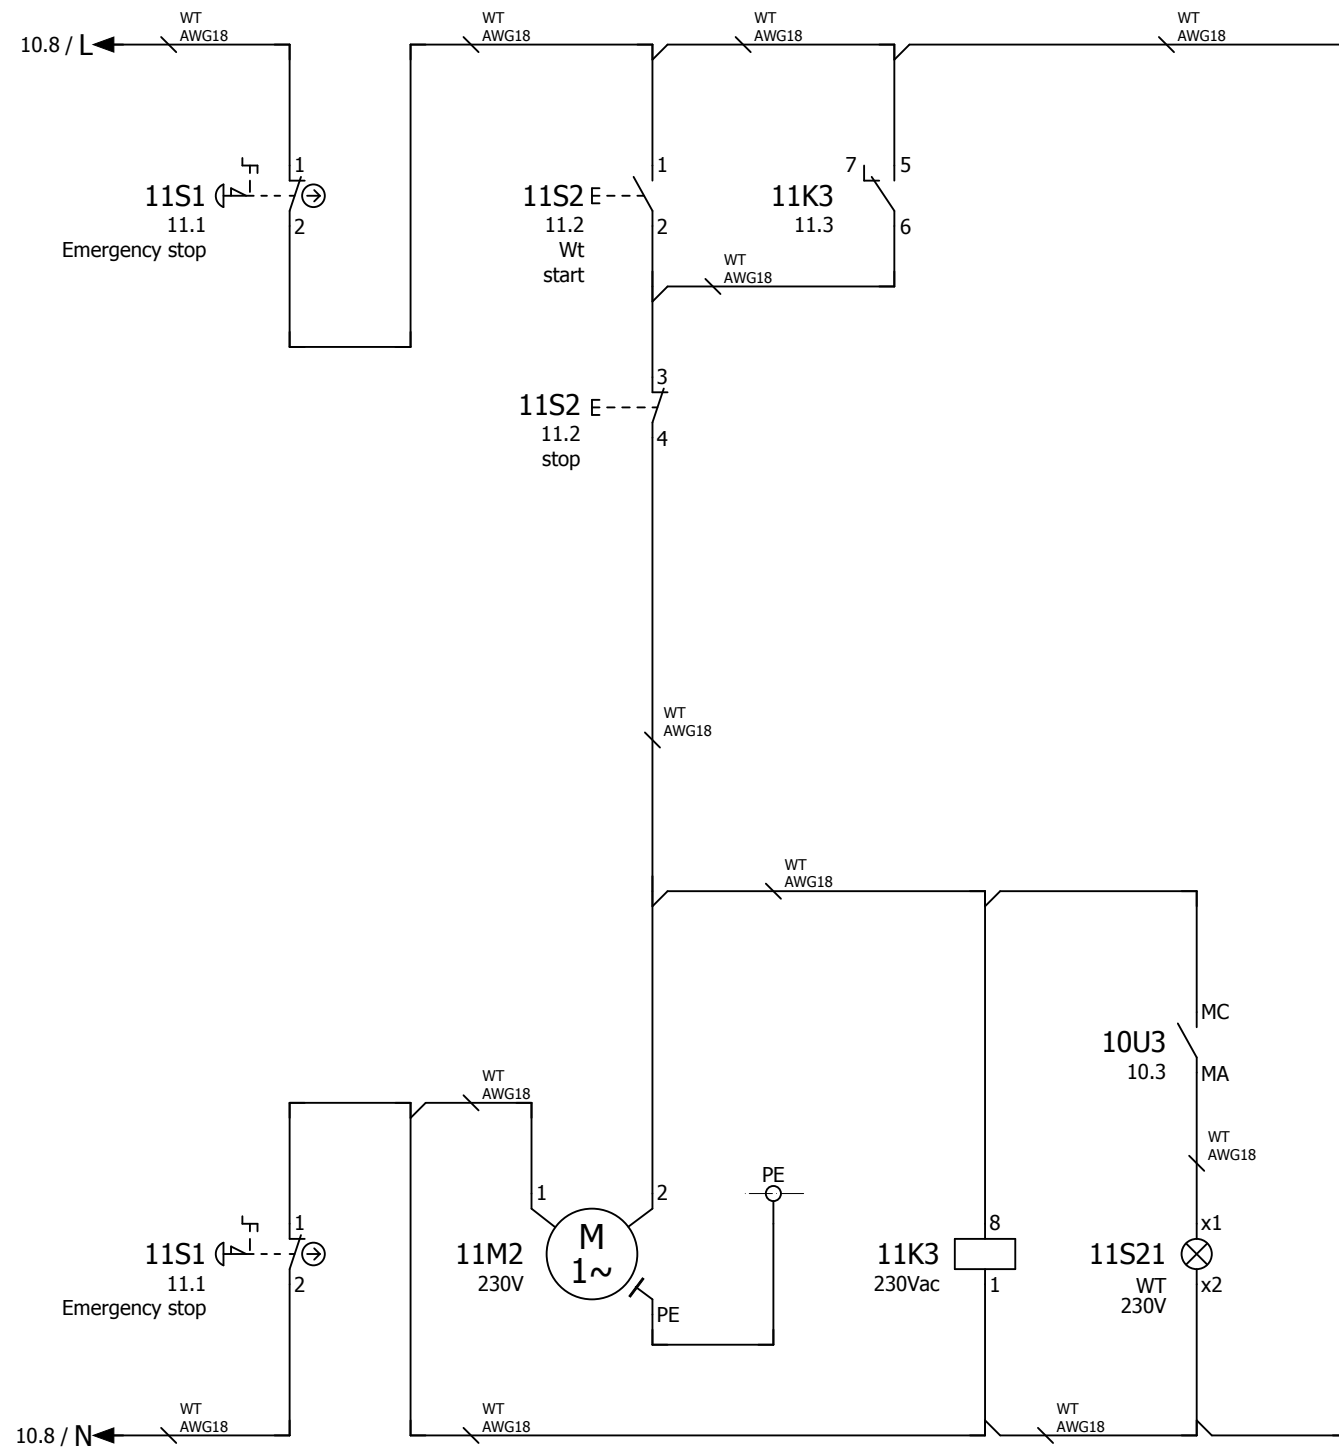 WT
AWG18
WT
AWG18
WT
AWG18
WT
AWG18
10.8 / L
1
11S1
11.1
Emergency stop
2
1
11S2
11.2
Wt
start
2
7
5
11K3
11.3
6
WT
AWG18
3
11S2
11.2
stop
4
WT
AWG18
WT
AWG18
MC
10U3
10.3
MA
WT
AWG18
WT
AWG18
1
11S1
11.1
Emergency stop
2
1
2
M
1~
11M2
230V
PE
PE
8
11K3
230Vac
1
x1
11S21
WT
230V
x2
WT
AWG18
WT
AWG18
WT
AWG18
10.8 / N